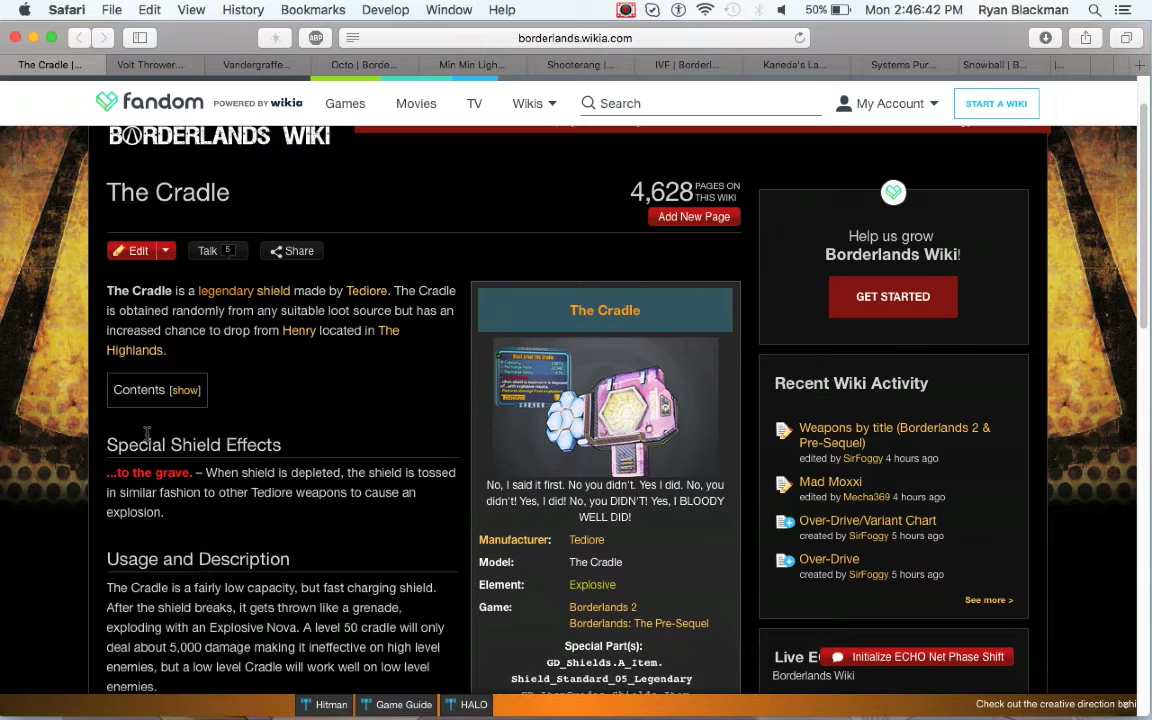 Safari File Edit View History Bookmarks Develop Window Help 50% Mon 2:46:42 PM Ryan Blackman
ABP borderlands.wikia.com
The Cradle |... Volt Thrower... Vandergraffe... Octo | Borde... Min Min Ligh... Shooterang |... IVF | Borderl... Kaneda's La... Systems Pur... Snowball | B... |...
fandom POWERED BY wikia Games Movies TV Wikis Search My Account START A WIKI
BORDERLANDS WIKI
The Cradle
4,628 PAGES ON THIS WIKI
Add New Page
Edit Talk 5 Share
The Cradle is a legendary shield made by Tediore. The Cradle
is obtained randomly from any suitable loot source but has an
increased chance to drop from Henry located in The
Highlands.
Contents [show]
Special Shield Effects
...to the grave. – When shield is depleted, the shield is tossed
in similar fashion to other Tediore weapons to cause an
explosion.
Usage and Description
The Cradle is a fairly low capacity, but fast charging shield.
After the shield breaks, it gets thrown like a grenade,
exploding with an Explosive Nova. A level 50 cradle will only
deal about 5,000 damage making it ineffective on high level
enemies, but a low level Cradle will work well on low level
enemies.
The Cradle
No, I said it first. No you didn't. Yes I did. No, you
didn't! Yes, I did! No, you DIDN'T! Yes, I BLOODY
WELL DID!
Manufacturer: Tediore
Model: The Cradle
Element: Explosive
Game: Borderlands 2
Borderlands: The Pre-Sequel
Special Part(s):
GD_Shields.A_Item.
Shield_Standard_05_Legendary
Help us grow
Borderlands Wiki!
GET STARTED
Recent Wiki Activity
Weapons by title (Borderlands 2 &
Pre-Sequel)
edited by SirFoggy 4 hours ago
Mad Moxxi
edited by Mecha369 4 hours ago
Over-Drive/Variant Chart
created by SirFoggy 5 hours ago
Over-Drive
created by SirFoggy 5 hours ago
See more >
Live E
Initialize ECHO Net Phase Shift
Borderlands Wiki
Hitman Game Guide HALO Check out the creative direction